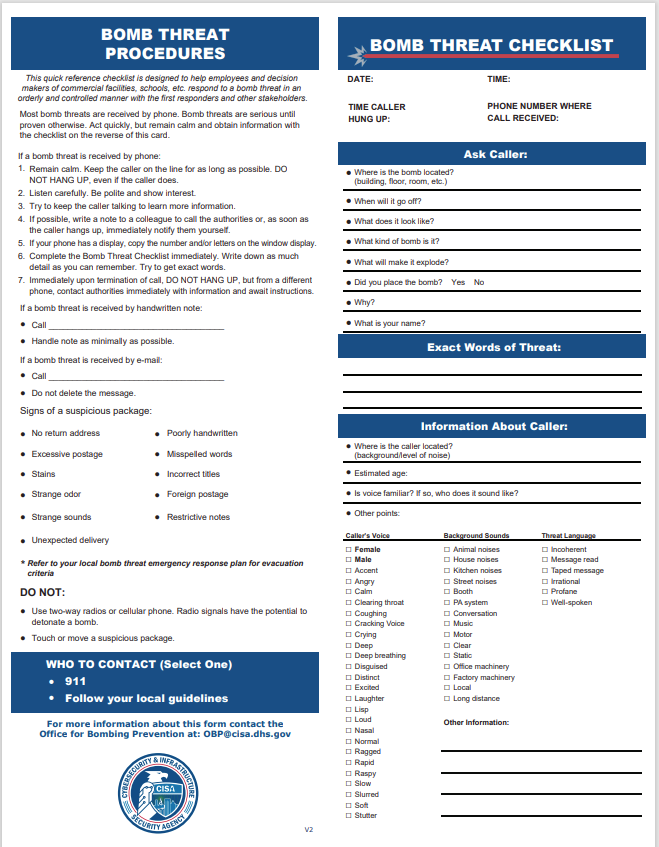 BOMB THREAT
PROCEDURES
This quick reference checklist is designed to help employees and decision
makers of commercial facilities, schools, etc. respond to a bomb threat in an
orderly and controlled manner with the first responders and other stakeholders.
Most bomb threats are received by phone. Bomb threats are serious until
proven otherwise. Act quickly, but remain calm and obtain information with
the checklist on the reverse of this card.
If a bomb threat is received by phone:
1. Remain calm. Keep the caller on the line for as long as possible. DO
NOT HANG UP, even if the caller does.
2. Listen carefully. Be polite and show interest.
3. Try to keep the caller talking to learn more information.
4. If possible, write a note to a colleague to call the authorities or, as soon as
the caller hangs up, immediately notify them yourself.
5. If your phone has a display, copy the number and/or letters on the window display.
6. Complete the Bomb Threat Checklist immediately. Write down as much
detail as you can remember. Try to get exact words.
7. Immediately upon termination of call, DO NOT HANG UP, but from a different
phone, contact authorities immediately with information and await instructions.
If a bomb threat is received by handwritten note:
• Call ____________________
• Handle note as minimally as possible.
If a bomb threat is received by e-mail:
• Call ____________________
• Do not delete the message.
Signs of a suspicious package:
• No return address • Poorly handwritten
• Excessive postage • Misspelled words
• Stains • Incorrect titles
• Strange odor • Foreign postage
• Strange sounds • Restrictive notes
• Unexpected delivery
* Refer to your local bomb threat emergency response plan for evacuation
criteria
DO NOT:
• Use two-way radios or cellular phone. Radio signals have the potential to
detonate a bomb.
• Touch or move a suspicious package.
WHO TO CONTACT (Select One)
• 911
• Follow your local guidelines
For more information about this form contact the
Office for Bombing Prevention at: OBP@cisa.dhs.gov
CYBERSECURITY & INFRASTRUCTURE
CISA
SECURITY AGENCY
V2
BOMB THREAT CHECKLIST
DATE: TIME:
TIME CALLER
HUNG UP:
PHONE NUMBER WHERE
CALL RECEIVED:
Ask Caller:
• Where is the bomb located?
(building, floor, room, etc.)
• When will it go off?
• What does it look like?
• What kind of bomb is it?
• What will make it explode?
• Did you place the bomb? Yes No
• Why?
• What is your name?
Exact Words of Threat:
Information About Caller:
• Where is the caller located?
(background/level of noise)
• Estimated age:
• Is voice familiar? If so, who does it sound like?
• Other points:
Caller's Voice
☐ Female
☐ Male
☐ Accent
☐ Angry
☐ Calm
☐ Clearing throat
☐ Coughing
☐ Cracking Voice
☐ Crying
☐ Deep
☐ Deep breathing
☐ Disguised
☐ Distinct
☐ Excited
☐ Laughter
☐ Lisp
☐ Loud
☐ Nasal
☐ Normal
☐ Ragged
☐ Rapid
☐ Raspy
☐ Slow
☐ Slurred
☐ Soft
☐ Stutter
Background Sounds
☐ Animal noises
☐ House noises
☐ Kitchen noises
☐ Street noises
☐ Booth
☐ PA system
☐ Conversation
☐ Music
☐ Motor
☐ Clear
☐ Static
☐ Office machinery
☐ Factory machinery
☐ Local
☐ Long distance
Threat Language
☐ Incoherent
☐ Message read
☐ Taped message
☐ Irrational
☐ Profane
☐ Well-spoken
Other Information: